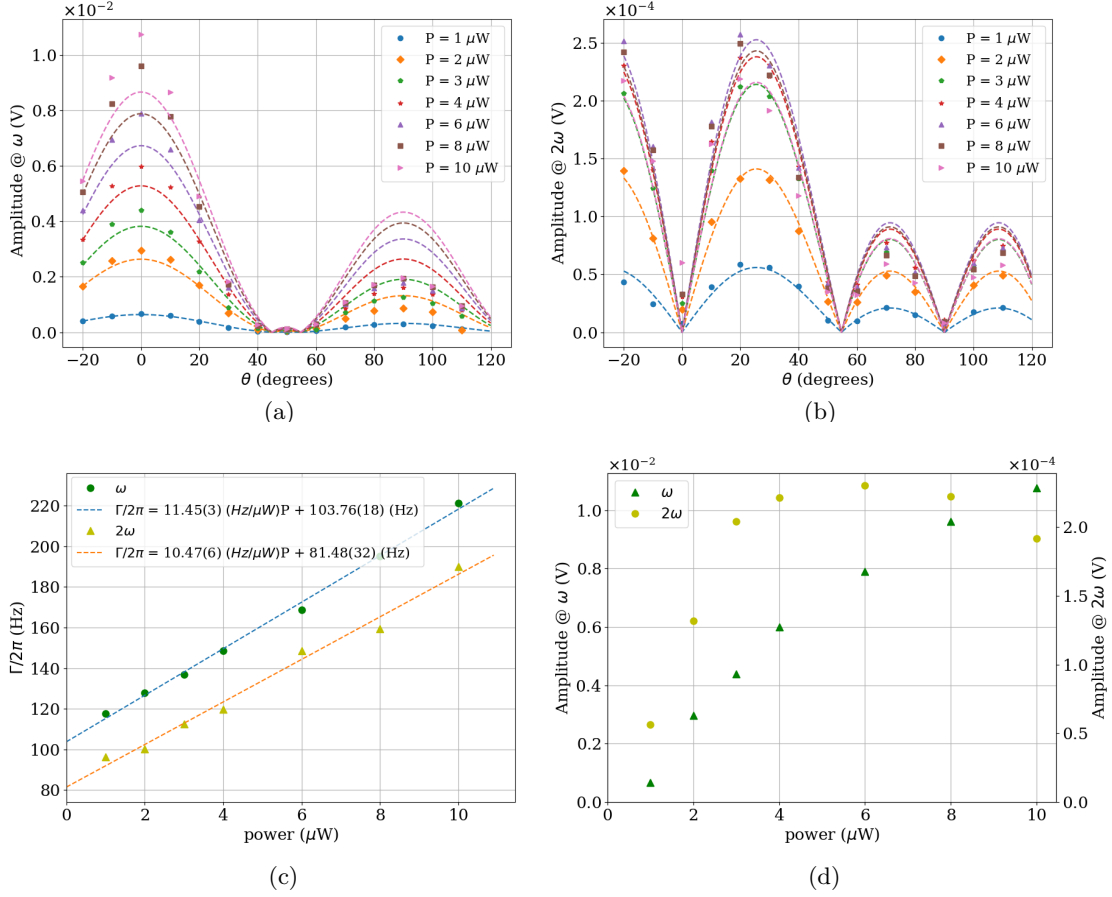 ×10⁻²
Amplitude @ ω (V)
1.0
0.8
0.6
0.4
0.2
0.0
P = 1 μW
P = 2 μW
P = 3 μW
P = 4 μW
P = 6 μW
P = 8 μW
P = 10 μW
−20 0 20 40 60 80 100 120
θ (degrees)
(a)
×10⁻⁴
Amplitude @ 2ω (V)
2.5
2.0
1.5
1.0
0.5
0.0
P = 1 μW
P = 2 μW
P = 3 μW
P = 4 μW
P = 6 μW
P = 8 μW
P = 10 μW
−20 0 20 40 60 80 100 120
θ (degrees)
(b)
Γ/2π (Hz)
220
200
180
160
140
120
100
80
ω
Γ/2π = 11.45(3) (Hz/μW)P + 103.76(18) (Hz)
2ω
Γ/2π = 10.47(6) (Hz/μW)P + 81.48(32) (Hz)
0 2 4 6 8 10
power (μW)
(c)
×10⁻²
×10⁻⁴
Amplitude @ ω (V)
1.0
0.8
0.6
0.4
0.2
0.0
ω
2ω
2.0
1.5
1.0
0.5
0.0
Amplitude @ 2ω (V)
0 2 4 6 8 10
power (μW)
(d)